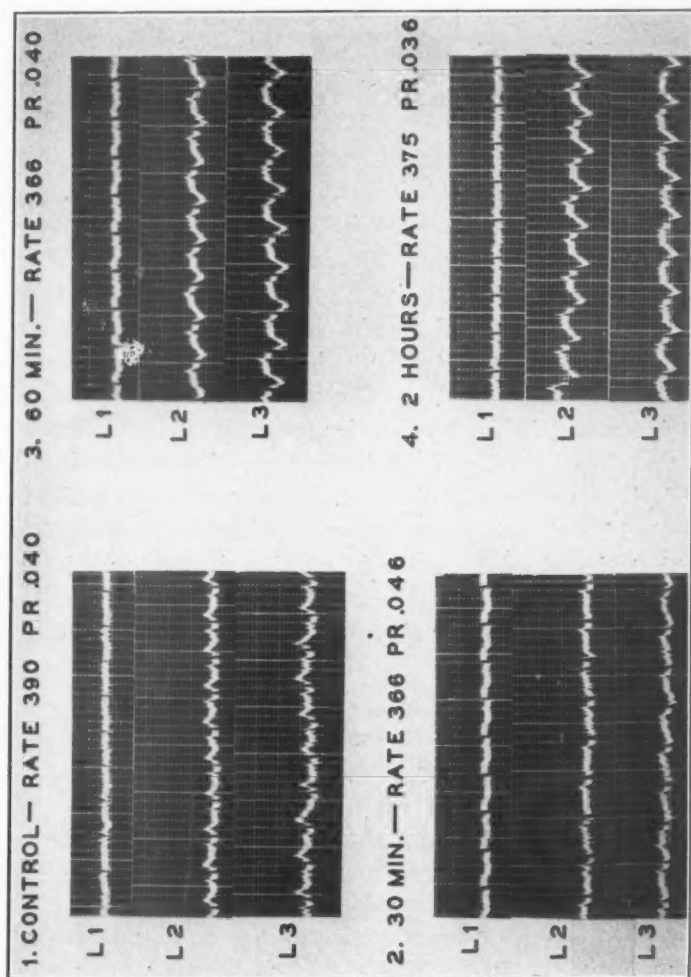 1. CONTROL — RATE 390 PR .040
L1
L2
L3
2. 30 MIN. — RATE 366 PR .046
L1
L2
L3
3. 60 MIN. — RATE 366 PR .040
L1
L2
L3
4. 2 HOURS — RATE 375 PR .036
L1
L2
L3